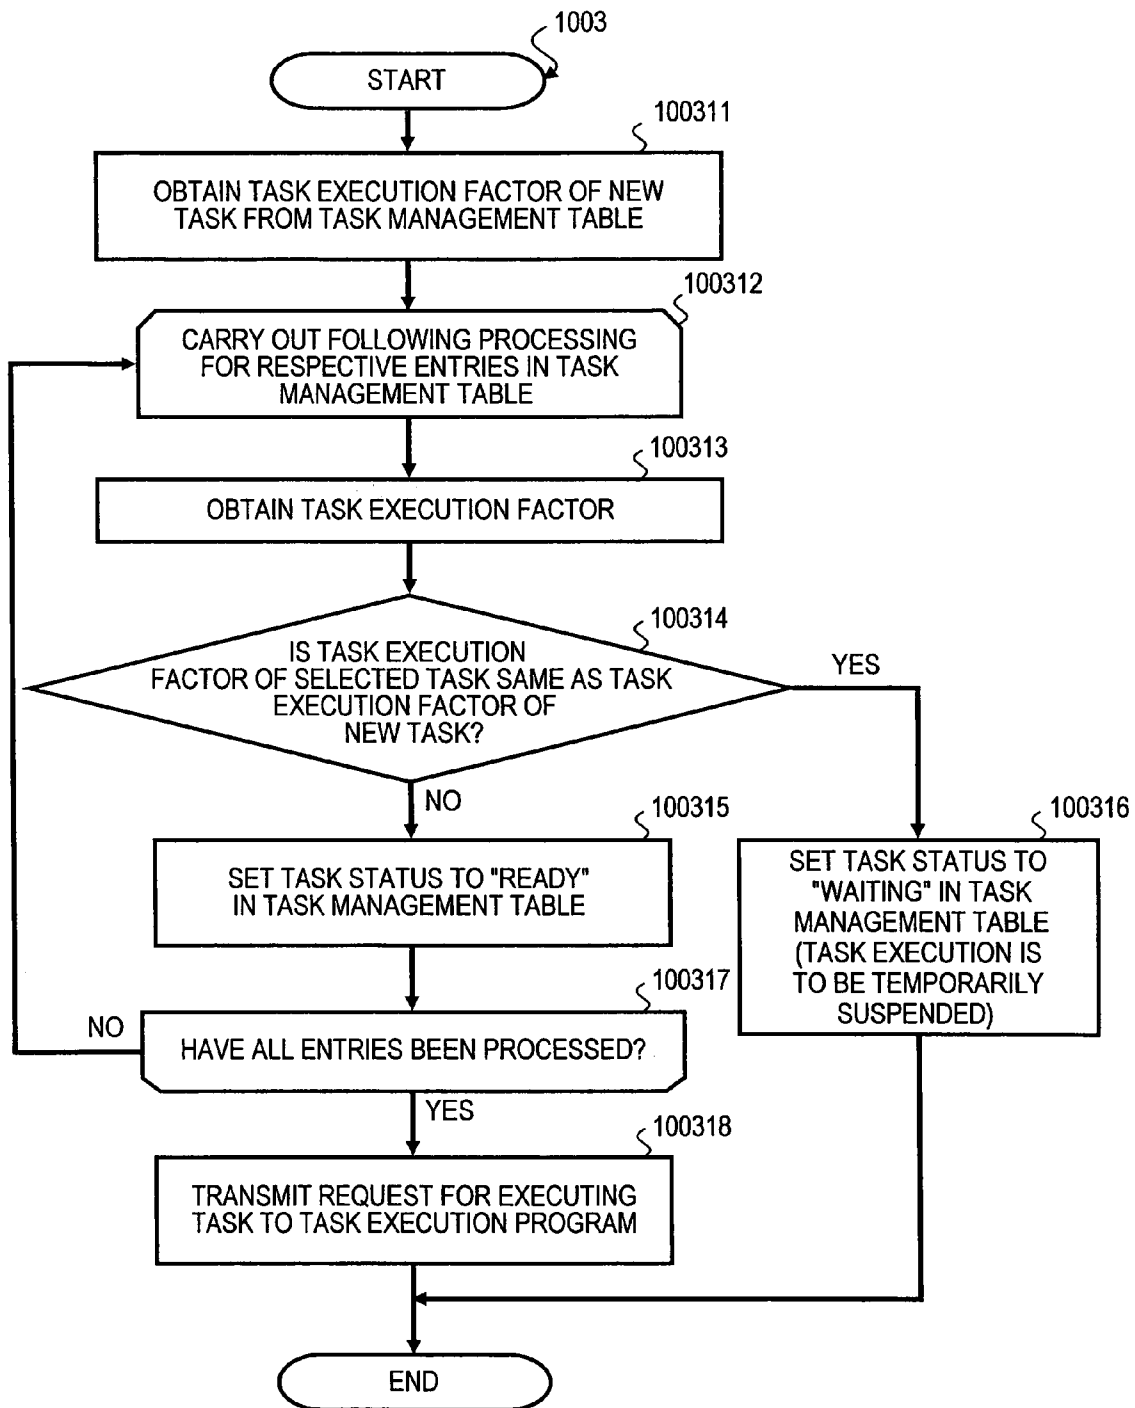 1003
START
100311
OBTAIN TASK EXECUTION FACTOR OF NEW
TASK FROM TASK MANAGEMENT TABLE
100312
CARRY OUT FOLLOWING PROCESSING
FOR RESPECTIVE ENTRIES IN TASK
MANAGEMENT TABLE
100313
OBTAIN TASK EXECUTION FACTOR
100314
IS TASK EXECUTION
FACTOR OF SELECTED TASK SAME AS TASK
EXECUTION FACTOR OF
NEW TASK?
YES
NO
100315
SET TASK STATUS TO "READY"
IN TASK MANAGEMENT TABLE
100316
SET TASK STATUS TO
"WAITING" IN TASK
MANAGEMENT TABLE
(TASK EXECUTION IS
TO BE TEMPORARILY
SUSPENDED)
100317
NO
HAVE ALL ENTRIES BEEN PROCESSED?
YES
100318
TRANSMIT REQUEST FOR EXECUTING
TASK TO TASK EXECUTION PROGRAM
END